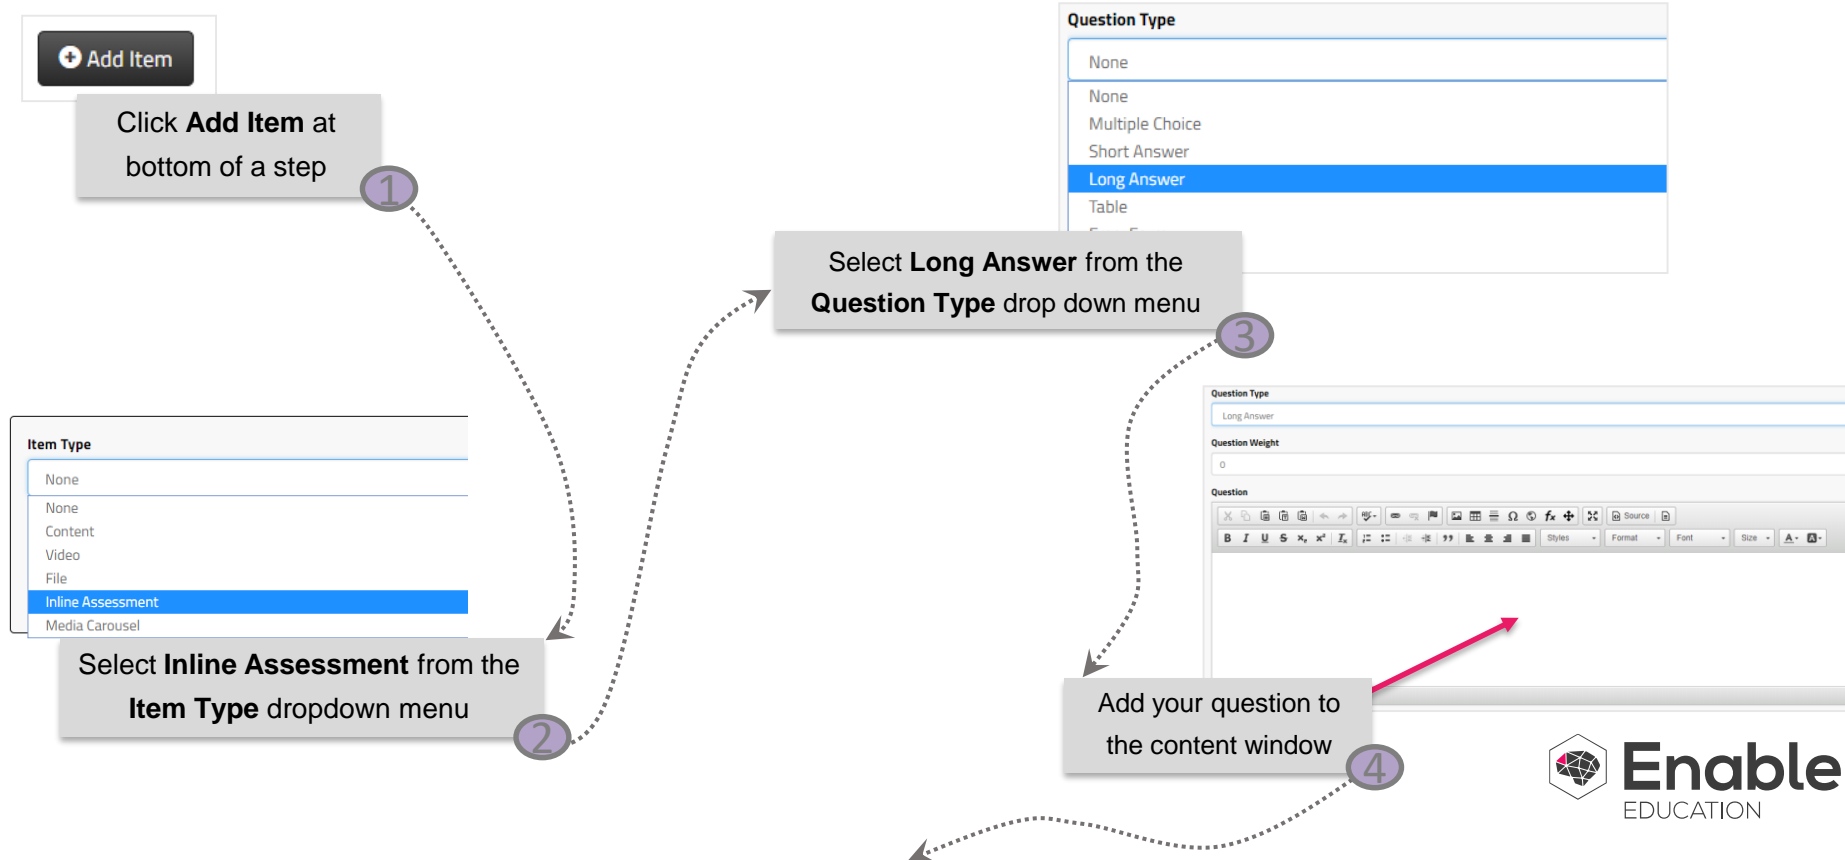 Add Item
Click Add Item at
bottom of a step
1
Item Type
None
None
Content
Video
File
Inline Assessment
Media Carousel
Select Inline Assessment from the
Item Type dropdown menu
2
Question Type
None
None
Multiple Choice
Short Answer
Long Answer
Table
Select Long Answer from the
Question Type drop down menu
3
Question Type
Long Answer
Question Weight
0
Question
Source
B I U S Styles Format Font Size A A
Add your question to
the content window
4
Enable
EDUCATION